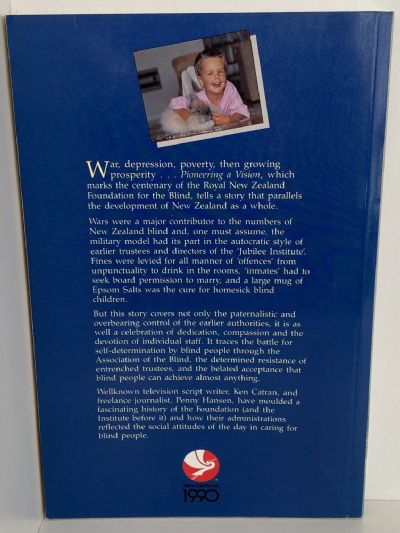 War, depression, poverty, then growing
prosperity . . . Pioneering a Vision, which
marks the centenary of the Royal New Zealand
Foundation for the Blind, tells a story that parallels
the development of New Zealand as a whole.
Wars were a major contributor to the numbers of
New Zealand blind and, one must assume, the
military model had its part in the autocratic style of
earlier trustees and directors of the 'Jubilee Institute'.
Fines were levied for all manner of 'offences' from
unpunctuality to drink in the rooms, 'inmates' had to
seek board permission to marry, and a large mug of
Epsom Salts was the cure for homesick blind
children.
But this story covers not only the paternalistic and
overbearing control of the earlier authorities, it is as
well a celebration of dedication, compassion and the
devotion of individual staff. It traces the battle for
self-determination by blind people through the
Association of the Blind, the determined resistance of
entrenched trustees, and the belated acceptance that
blind people can achieve almost anything.
Wellknown television script writer, Ken Catran, and
freelance journalist, Penny Hansen, have moulded a
fascinating history of the Foundation (and the
Institute before it) and how their administrations
reflected the social attitudes of the day in caring for
blind people.
New Zealand
1990